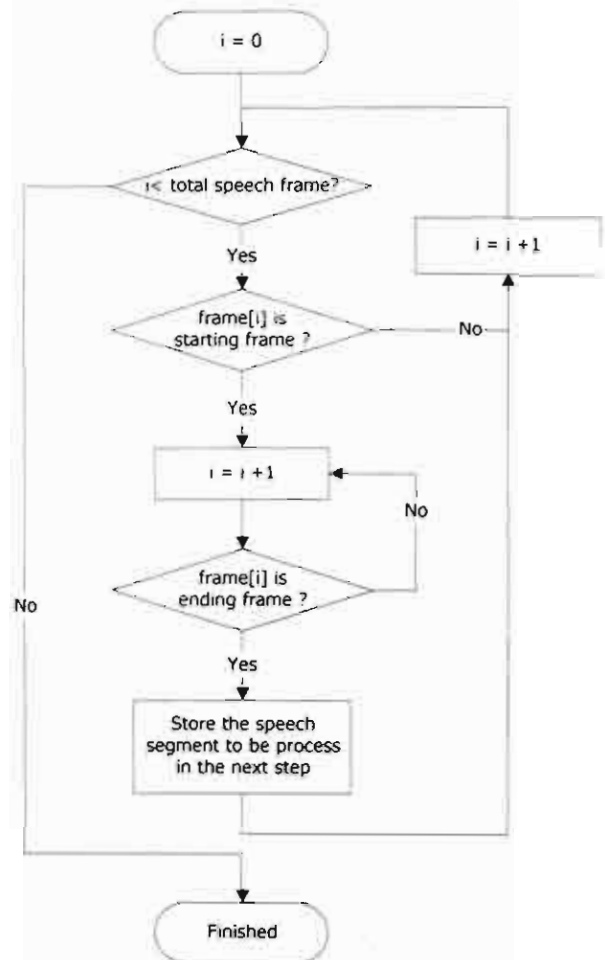 i = 0
i< total speech frame?
Yes
i = i +1
frame[i] is
starting frame ?
No
Yes
i = i +1
No
frame[i] is
ending frame ?
No
Yes
Store the speech
segment to be process
in the next step
Finished